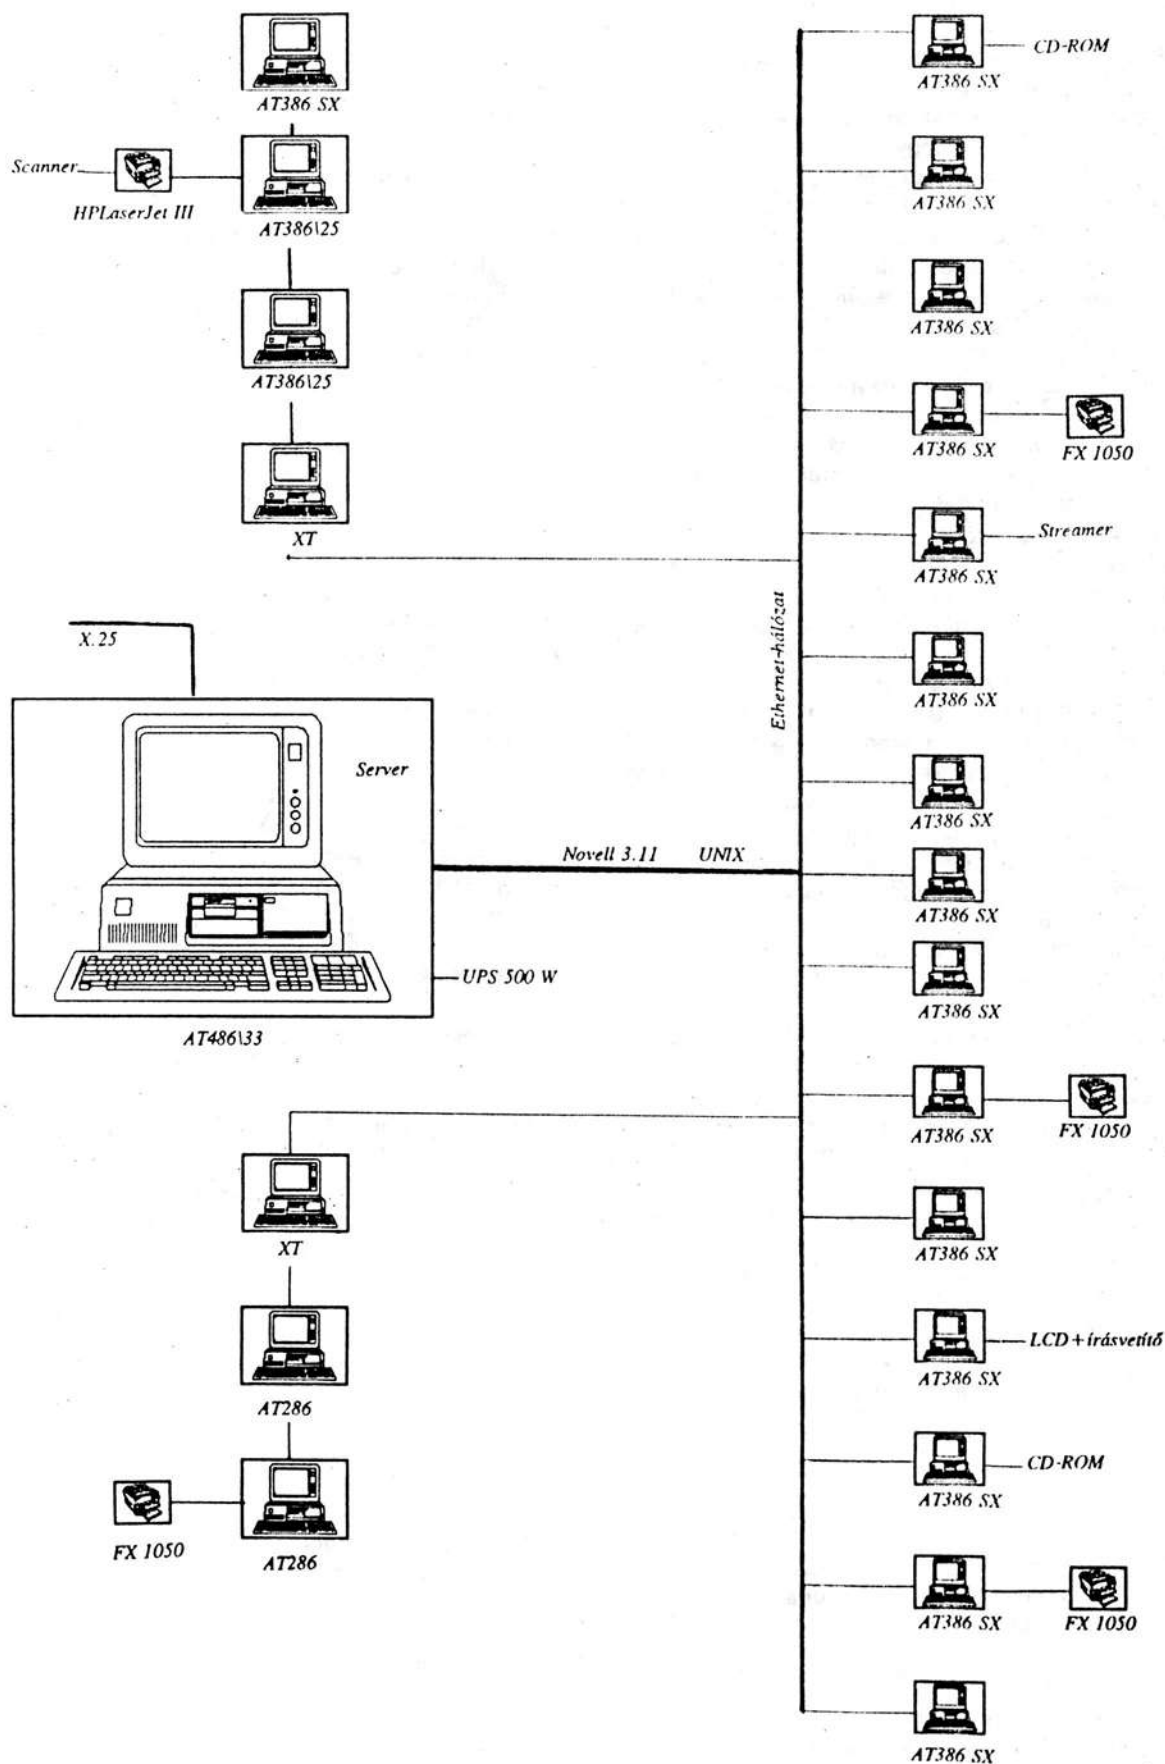 AT386 SX
Scanner
HPLaserJet III
AT386\25
AT386\25
XT
X.25
Server
Novell 3.11 UNIX
UPS 500 W
AT486\33
XT
AT286
FX 1050
AT286
Ethernet-hálózat
AT386 SX
CD-ROM
AT386 SX
AT386 SX
AT386 SX
FX 1050
AT386 SX
Streamer
AT386 SX
AT386 SX
AT386 SX
AT386 SX
AT386 SX
FX 1050
AT386 SX
LCD+írásvetítő
AT386 SX
CD-ROM
AT386 SX
AT386 SX
FX 1050
AT386 SX